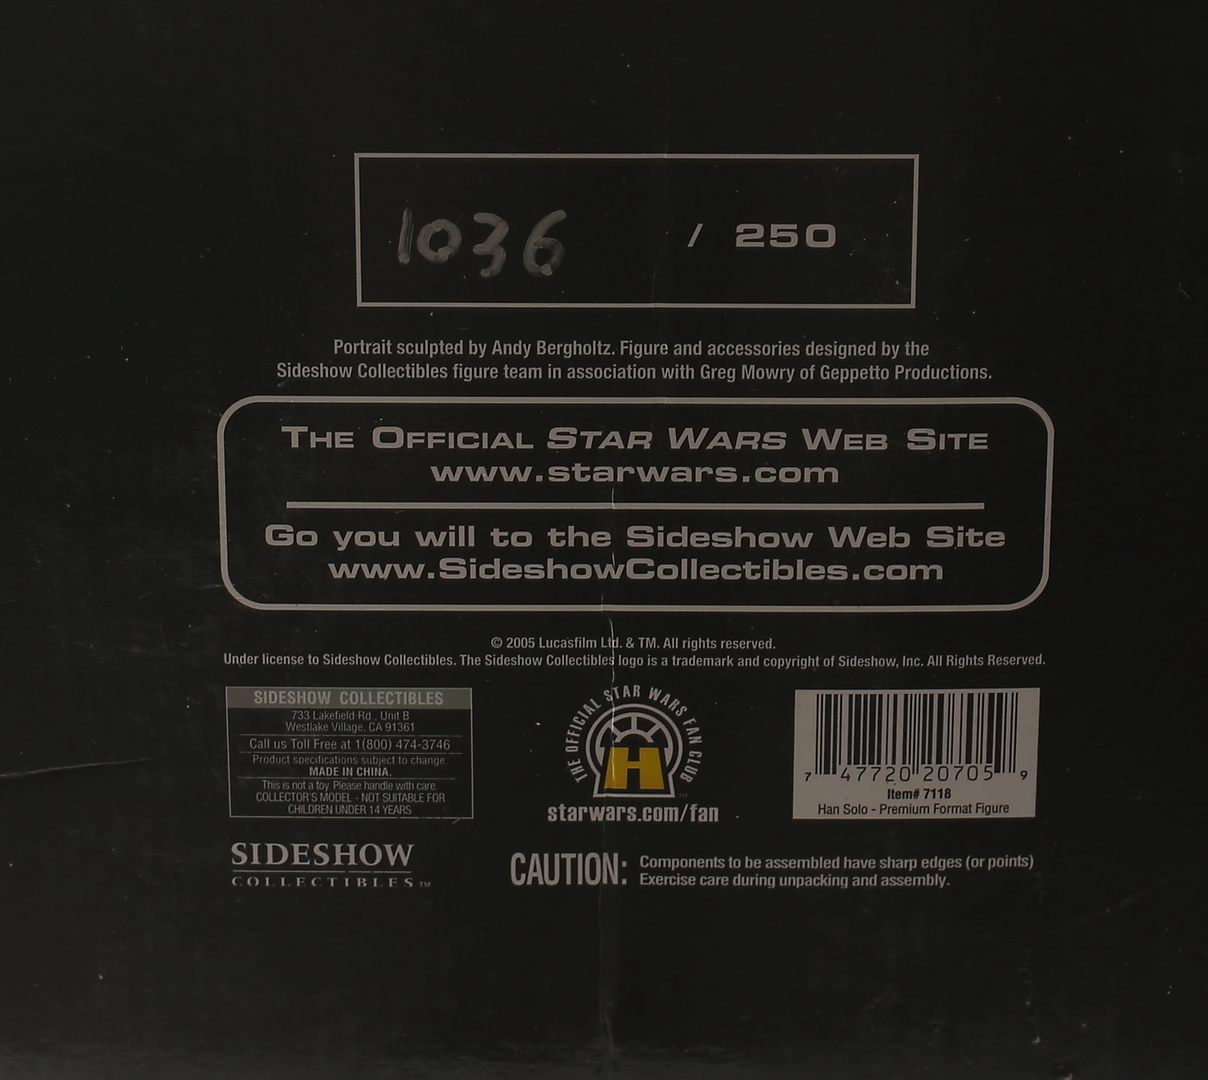 1036 / 250
Portrait sculpted by Andy Bergholtz. Figure and accessories designed by the
Sideshow Collectibles figure team in association with Greg Mowry of Geppetto Productions.
THE OFFICIAL STAR WARS WEB SITE
www.starwars.com
Go you will to the Sideshow Web Site
www.SideshowCollectibles.com
© 2005 Lucasfilm Ltd. & TM. All rights reserved.
Under license to Sideshow Collectibles. The Sideshow Collectibles logo is a trademark and copyright of Sideshow, Inc. All Rights Reserved.
SIDESHOW COLLECTIBLES
733 Lakefield Rd., Unit B
Westlake Village, CA 91361
Call us Toll Free at 1(800) 474-3746
Product specifications subject to change
MADE IN CHINA.
This is not a toy. Please handle with care.
COLLECTOR'S MODEL - NOT SUITABLE FOR
CHILDREN UNDER 14 YEARS
THE OFFICIAL STAR WARS FAN CLUB
H
starwars.com/fan
7 47720 20705 9
Item# 7118
Han Solo - Premium Format Figure
SIDESHOW
COLLECTIBLES™
CAUTION: Components to be assembled have sharp edges (or points)
Exercise care during unpacking and assembly.